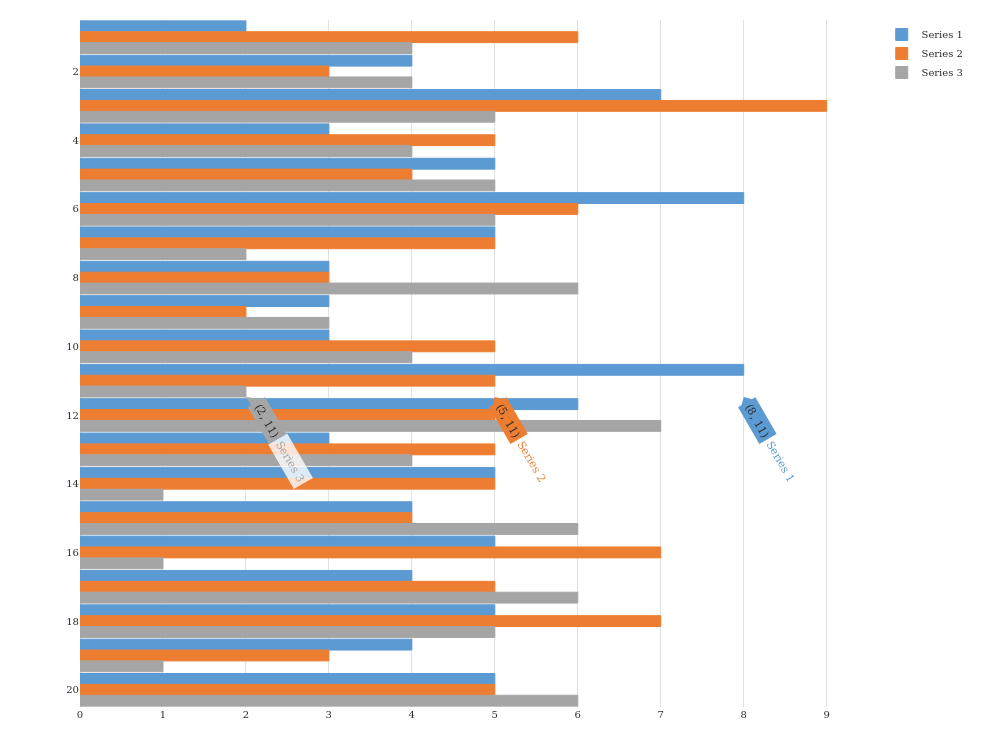 Series 1
Series 2
Series 3
2
4
6
8
10
12
14
16
18
20
(2, 11) Series 3
(5, 11) Series 2
(8, 11) Series 1
0 1 2 3 4 5 6 7 8 9